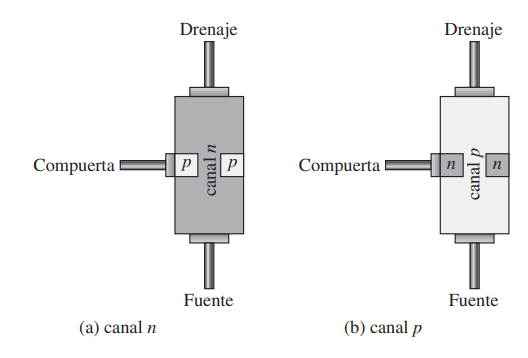 Drenaje
Compuerta
p
canal n
p
Fuente
(a) canal n
Drenaje
Compuerta
n
canal p
n
Fuente
(b) canal p